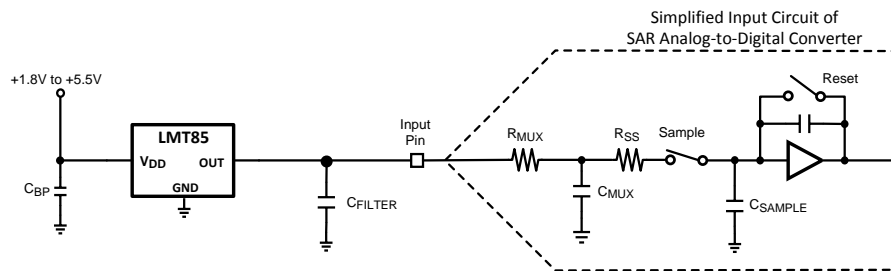 Simplified Input Circuit of
SAR Analog-to-Digital Converter
+1.8V to +5.5V
Reset
LMT85
Input
Pin
RMUX
RSS
Sample
VDD
OUT
GND
CBP
CFILTER
CMUX
CSAMPLE